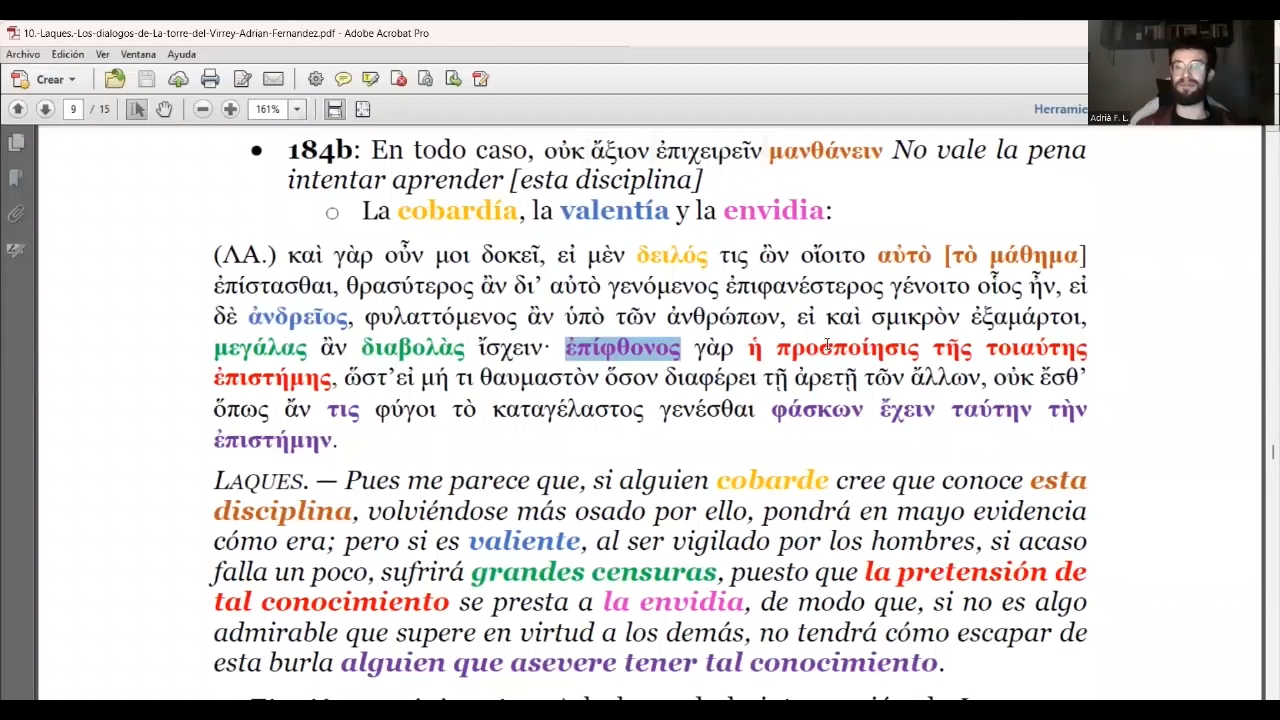 10.-Laques.-Los-dialogos-de-La-torre-del-Virrey-Adrian-Fernandez.pdf - Adobe Acrobat Pro
Archivo Edición Ver Ventana Ayuda
Crear
9 / 15 161% Herramie
Adrià F. L.
• 184b: En todo caso, οὐκ ἄξιον ἐπιχειρεῖν μανθάνειν No vale la pena
intentar aprender [esta disciplina]
○ La cobardía, la valentía y la envidia:
(ΛΑ.) καὶ γὰρ οὖν μοι δοκεῖ, εἰ μὲν δειλός τις ὢν οἴοιτο αὐτὸ [τὸ μάθημα]
ἐπίστασθαι, θρασύτερος ἂν δι’ αὐτὸ γενόμενος ἐπιφανέστερος γένοιτο οἷος ἦν, εἰ
δὲ ἀνδρεῖος, φυλαττόμενος ἂν ὑπὸ τῶν ἀνθρώπων, εἰ καὶ σμικρὸν ἐξαμάρτοι,
μεγάλας ἂν διαβολὰς ἴσχειν· ἐπίφθονος γὰρ ἡ προσποίησις τῆς τοιαύτης
ἐπιστήμης, ὥστ’εἰ μή τι θαυμαστὸν ὅσον διαφέρει τῇ ἀρετῇ τῶν ἄλλων, οὐκ ἔσθ’
ὅπως ἄν τις φύγοι τὸ καταγέλαστος γενέσθαι φάσκων ἔχειν ταύτην τὴν
ἐπιστήμην.
LAQUES. — Pues me parece que, si alguien cobarde cree que conoce esta
disciplina, volviéndose más osado por ello, pondrá en mayo evidencia
cómo era; pero si es valiente, al ser vigilado por los hombres, si acaso
falla un poco, sufrirá grandes censuras, puesto que la pretensión de
tal conocimiento se presta a la envidia, de modo que, si no es algo
admirable que supere en virtud a los demás, no tendrá cómo escapar de
esta burla alguien que asevere tener tal conocimiento.